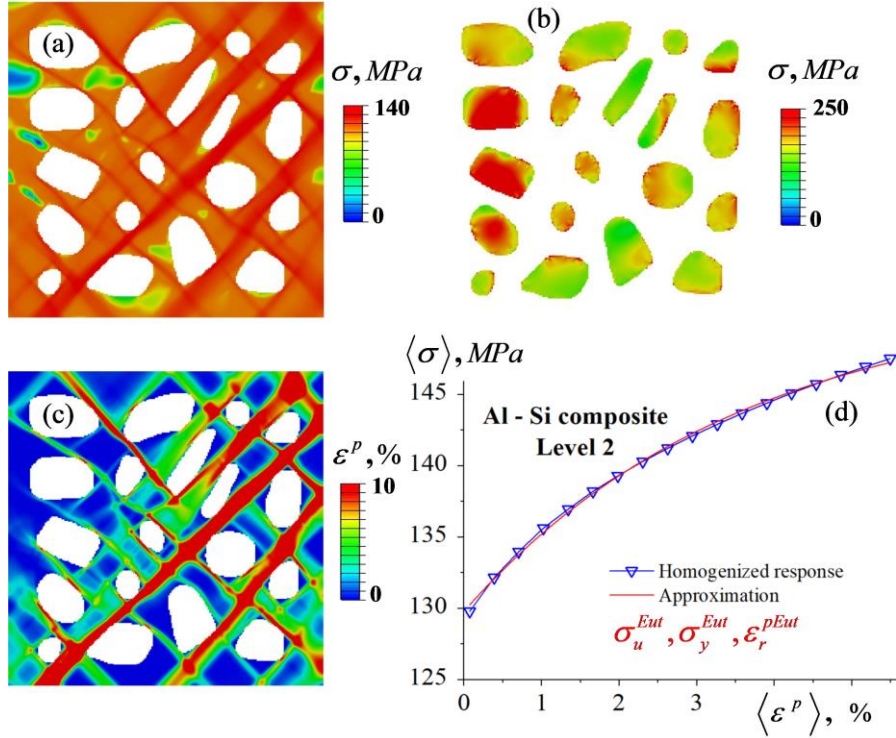 (a)
σ, MPa
140
0
(b)
σ, MPa
250
0
(c)
ε^p, %
10
0
⟨σ⟩, MPa
145
140
135
130
125
Al - Si composite
Level 2
(d)
Homogenized response
Approximation
σ_u^{Eut}, σ_y^{Eut}, ε_r^{pEut}
0 1 2 3 4
⟨ε^p⟩, %